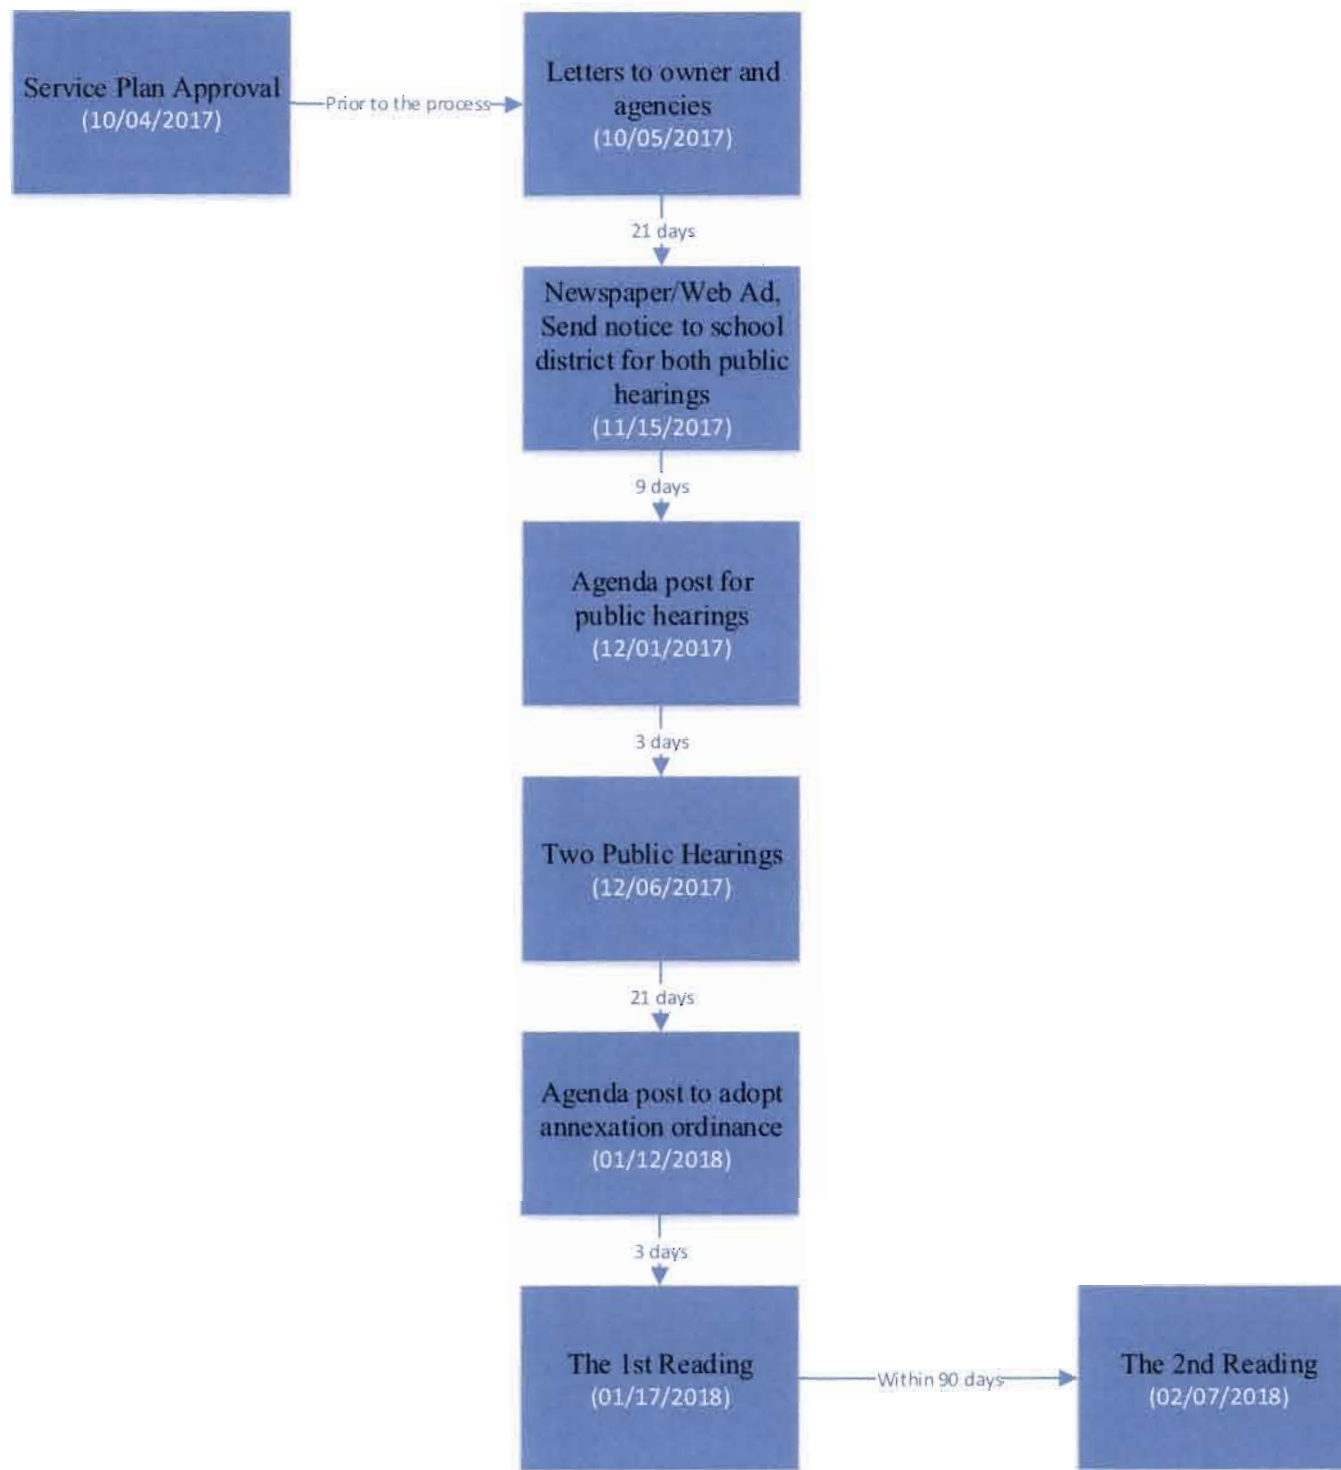 Service Plan Approval
(10/04/2017)
Prior to the process
Letters to owner and
agencies
(10/05/2017)
21 days
Newspaper/Web Ad,
Send notice to school
district for both public
hearings
(11/15/2017)
9 days
Agenda post for
public hearings
(12/01/2017)
3 days
Two Public Hearings
(12/06/2017)
21 days
Agenda post to adopt
annexation ordinance
(01/12/2018)
3 days
The 1st Reading
(01/17/2018)
Within 90 days
The 2nd Reading
(02/07/2018)